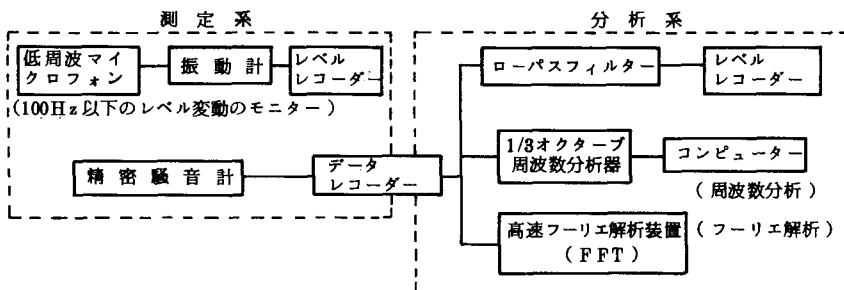 測定系
低周波マイ
クロフォン
振動計
レベル
レコーダー
(100Hz以下のレベル変動のモニター)
精密騒音計
データ
レコーダー
分析系
ローパスフィルター
レベル
レコーダー
1/3オクターブ
周波数分析器
コンピューター
(周波数分析)
高速フーリエ解析装置
(FFT)
(フーリエ解析)